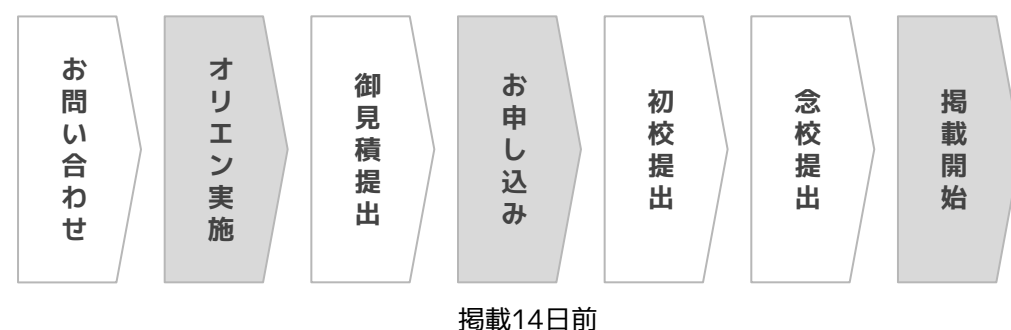 お問い合わせ
オリエン実施
御見積提出
お申し込み
初校提出
念校提出
掲載開始
掲載14日前